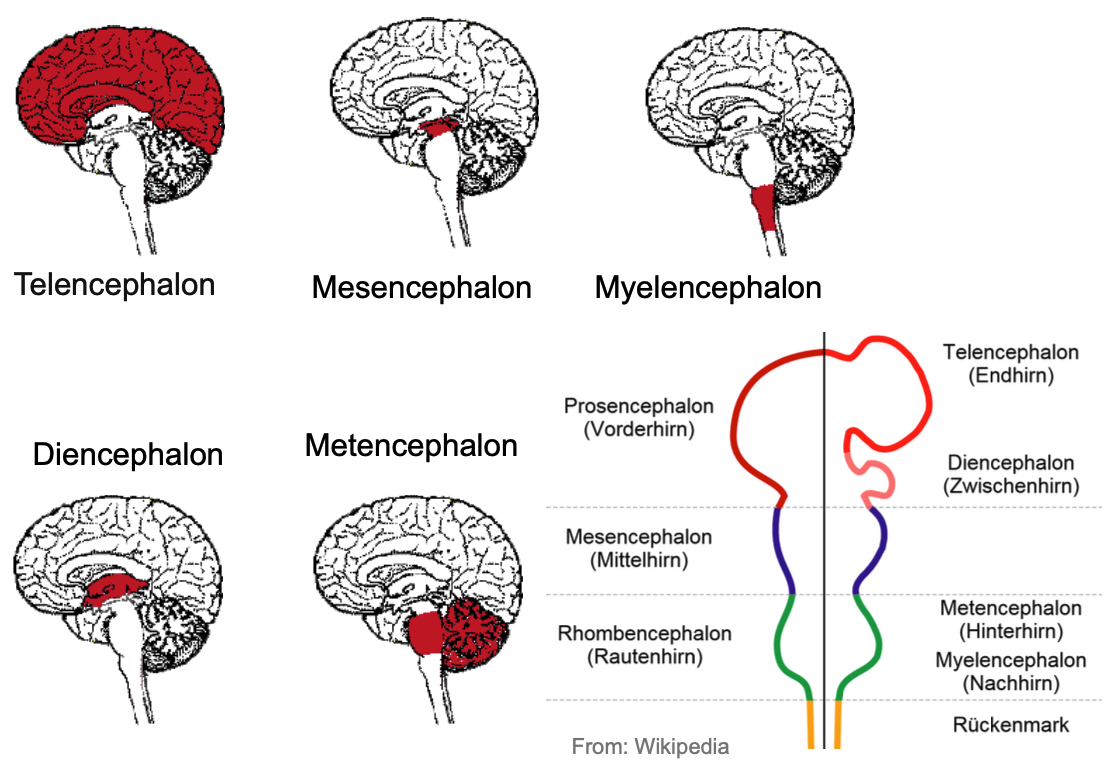 Telencephalon
Mesencephalon
Myelencephalon
Diencephalon
Metencephalon
Prosencephalon
(Vorderhirn)
Mesencephalon
(Mittelhirn)
Rhombencephalon
(Rautenhirn)
Telencephalon
(Endhirn)
Diencephalon
(Zwischenhirn)
Metencephalon
(Hinterhirn)
Myelencephalon
(Nachhirn)
Rückenmark
From: Wikipedia